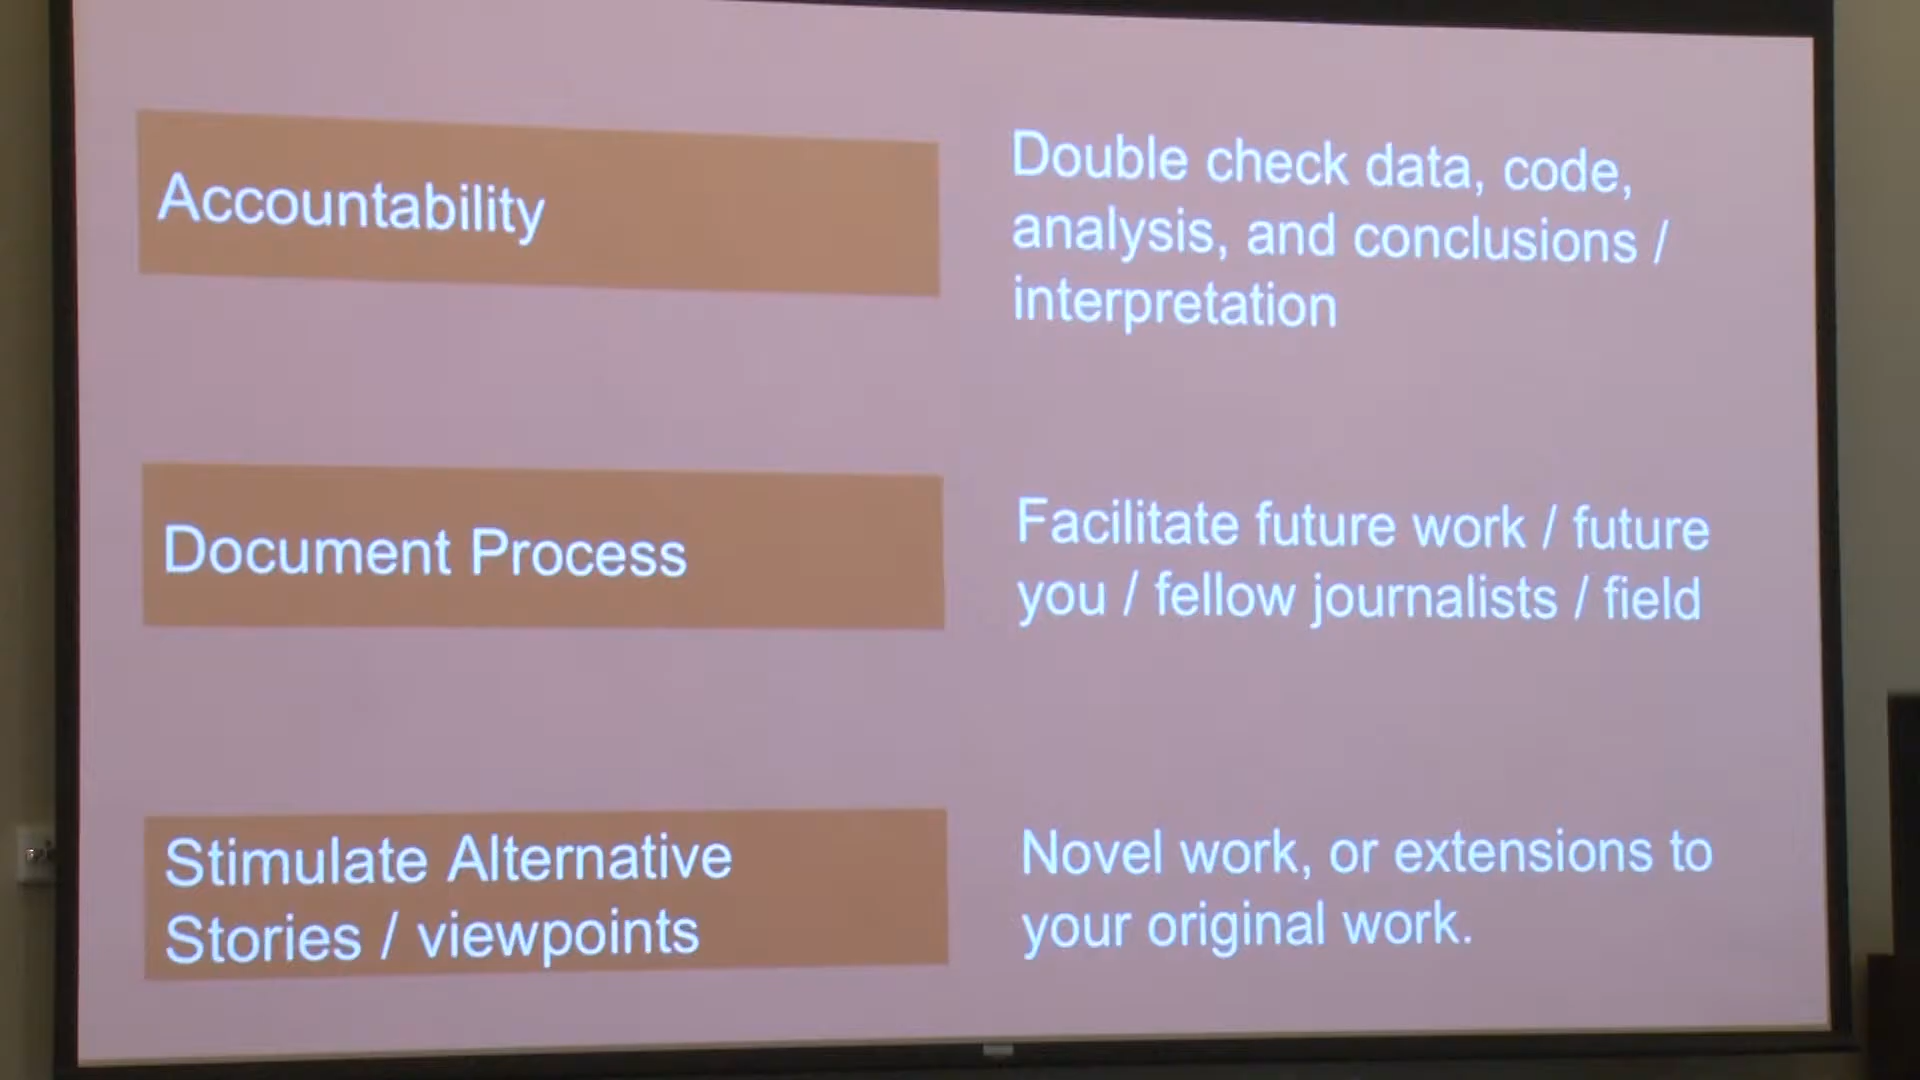 Accountability
Double check data, code,
analysis, and conclusions /
interpretation
Document Process
Facilitate future work / future
you / fellow journalists / field
Stimulate Alternative
Stories / viewpoints
Novel work, or extensions to
your original work.